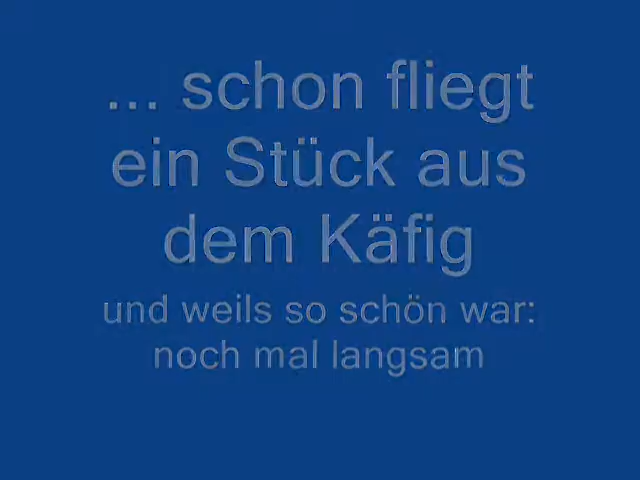 ... schon fliegt
ein Stück aus
dem Käfig
und weils so schön war:
noch mal langsam